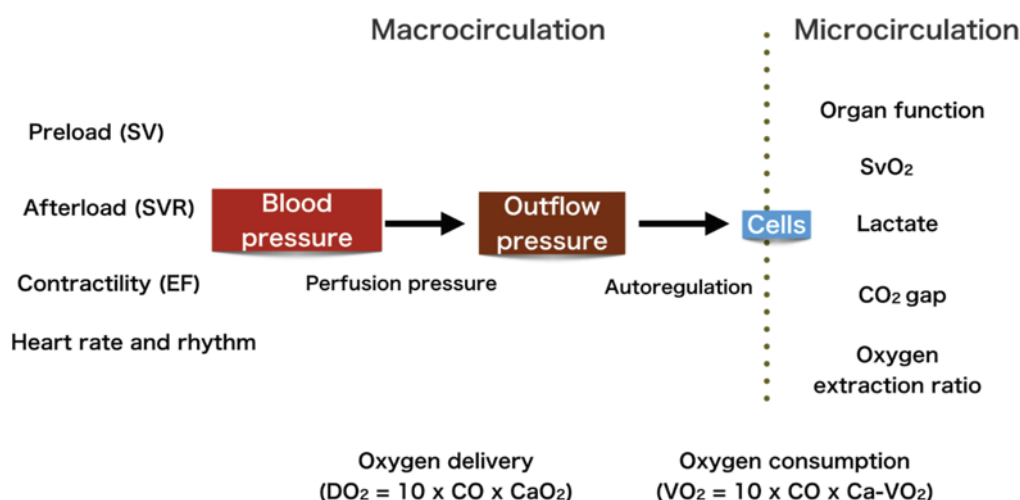 Macrocirculation
Microcirculation
Preload (SV)
Afterload (SVR)
Contractility (EF)
Heart rate and rhythm
Blood
pressure
Perfusion pressure
Outflow
pressure
Autoregulation
Cells
Organ function
SvO₂
Lactate
CO₂ gap
Oxygen
extraction ratio
Oxygen delivery
(DO₂ = 10 x CO x CaO₂)
Oxygen consumption
(VO₂ = 10 x CO x Ca-VO₂)